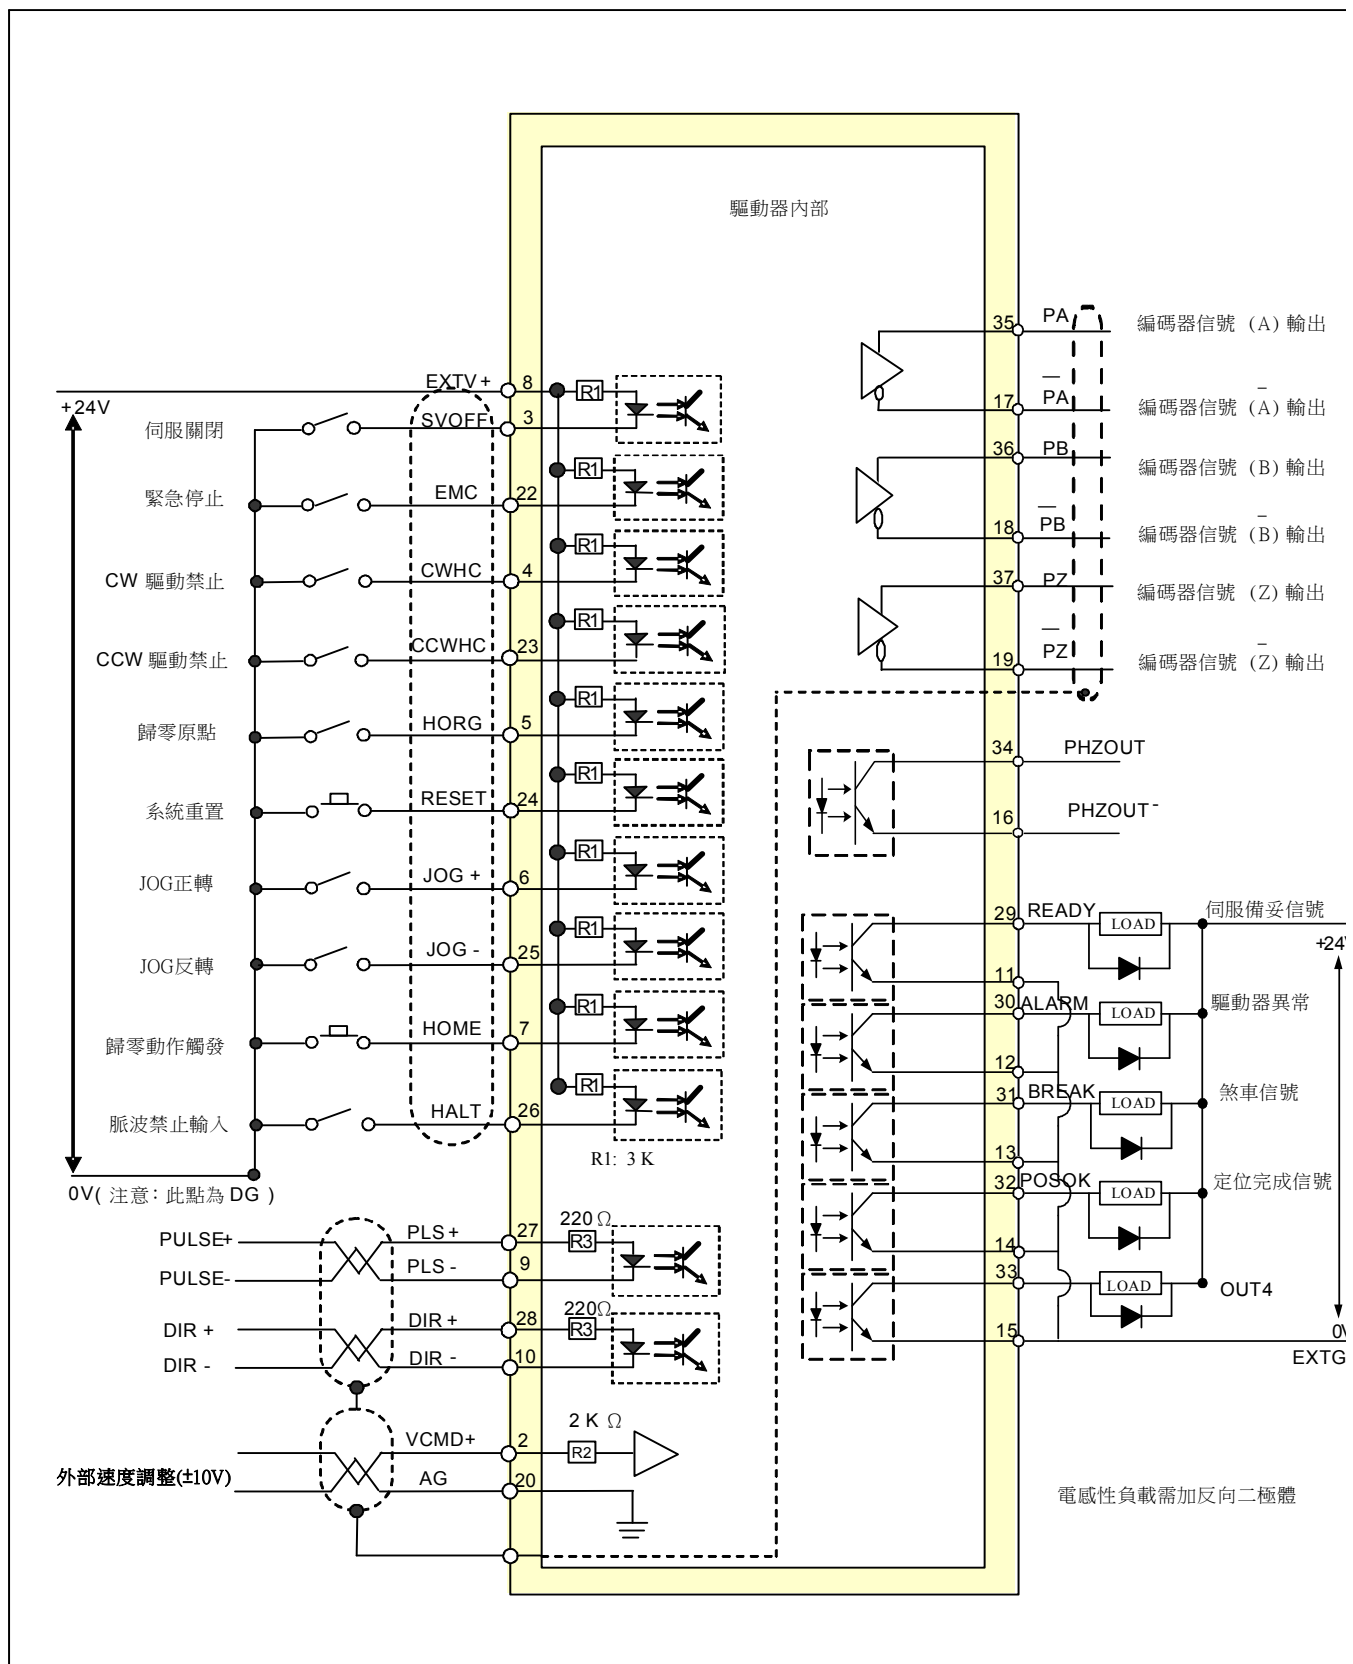 驅動器內部
35 PA 編碼器信號 (A) 輸出
17 P̅A̅ 編碼器信號 (A̅) 輸出
36 PB 編碼器信號 (B) 輸出
18 P̅B̅ 編碼器信號 (B̅) 輸出
37 PZ 編碼器信號 (Z) 輸出
19 P̅Z̅ 編碼器信號 (Z̅) 輸出
34 PHZOUT
16 PHZOUT-
+24V
EXTV+ 8 R1
伺服關閉 SVOFF 3
R1
緊急停止 EMC 22
R1
CW 驅動禁止 CWHC 4
R1
CCW 驅動禁止 CCWHC 23
R1
歸零原點 HORG 5
R1
系統重置 RESET 24
R1
JOG正轉 JOG + 6
R1
JOG反轉 JOG - 25
R1
歸零動作觸發 HOME 7
R1
脈波禁止輸入 HALT 26
R1: 3 K
0V( 注意: 此點為 DG )
29 READY LOAD 伺服備妥信號
+24V
11
30 ALARM LOAD 驅動器異常
12
31 BREAK LOAD 煞車信號
13
32 POSOK LOAD 定位完成信號
14
33 LOAD OUT4
15
0V
EXTG
220 Ω
PULSE+ PLS + 27 R3
PULSE- PLS - 9
220Ω
DIR + DIR + 28 R3
DIR - DIR - 10
2 K Ω
VCMD+ 2 R2
外部速度調整(±10V)
AG 20
電感性負載需加反向二極體